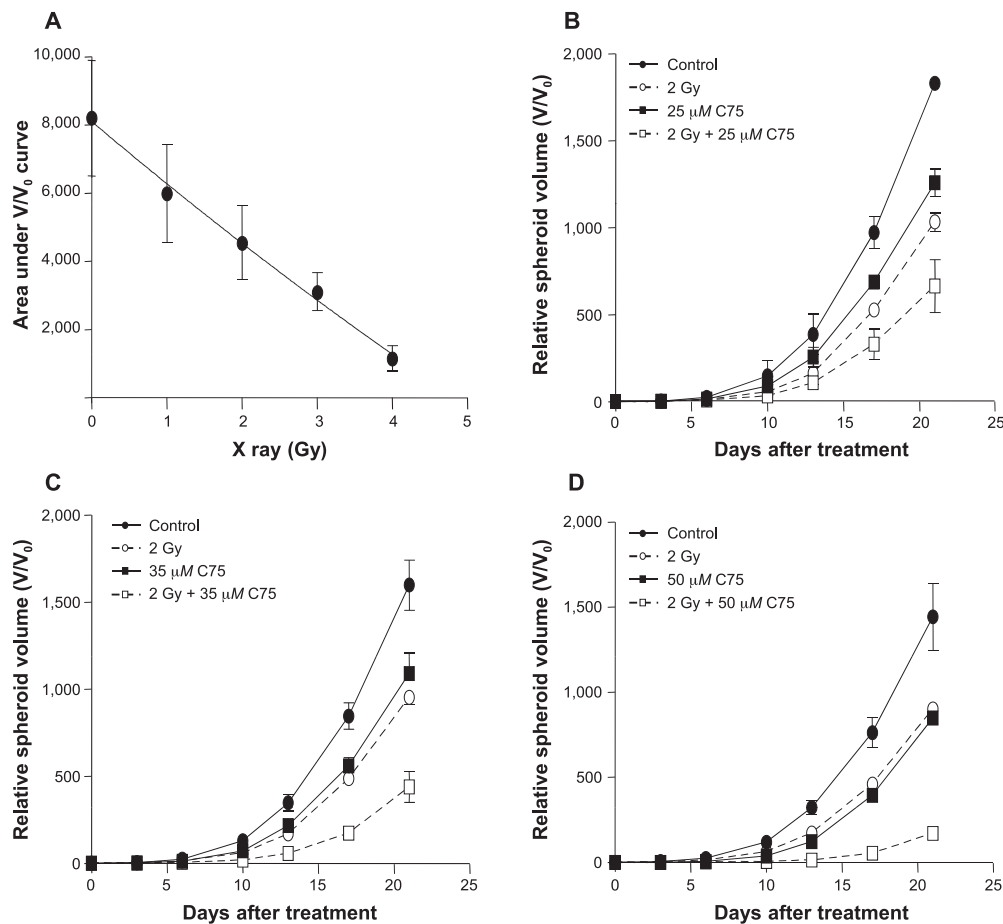 A
Area under V/V0 curve
10,000
8,000
6,000
4,000
2,000
0 1 2 3 4 5
X ray (Gy)
B
Relative spheroid volume (V/V0)
2,000
1,500
1,000
500
0
Control
2 Gy
25 µM C75
2 Gy + 25 µM C75
0 5 10 15 20 25
Days after treatment
C
Relative spheroid volume (V/V0)
2,000
1,500
1,000
500
0
Control
2 Gy
35 µM C75
2 Gy + 35 µM C75
0 5 10 15 20 25
Days after treatment
D
Relative spheroid volume (V/V0)
2,000
1,500
1,000
500
0
Control
2 Gy
50 µM C75
2 Gy + 50 µM C75
0 5 10 15 20 25
Days after treatment